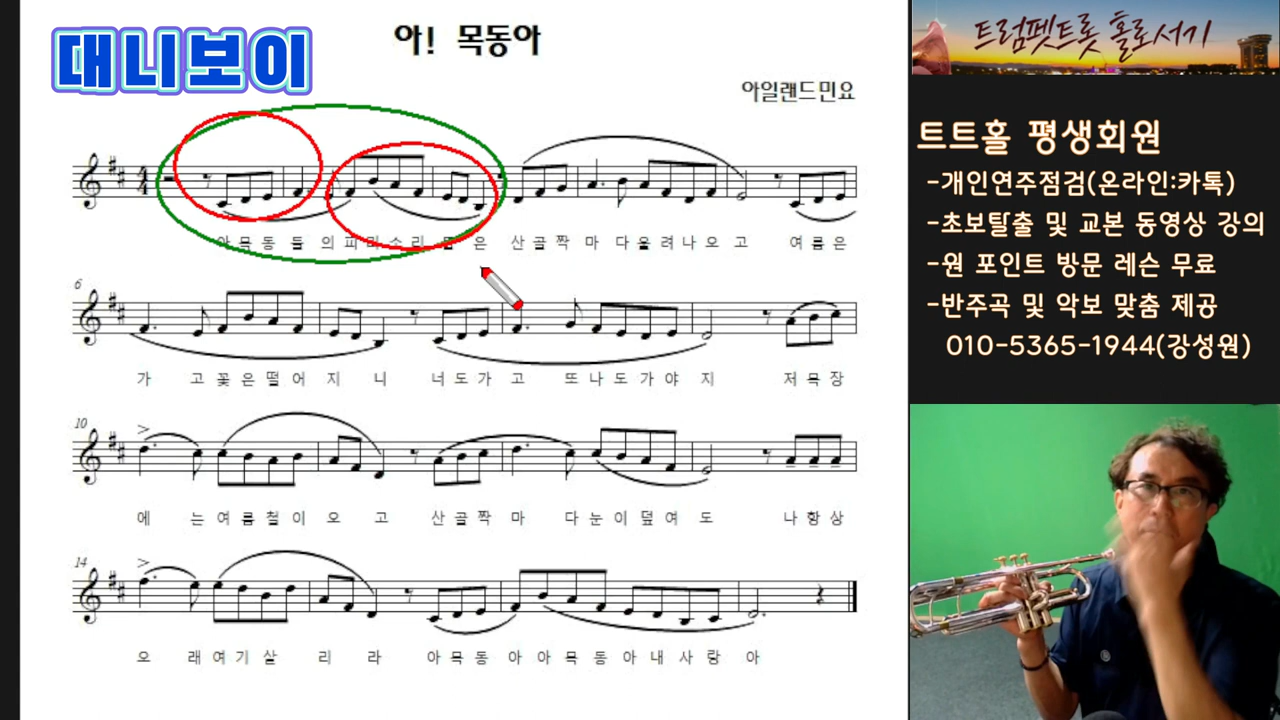 대니보이
아! 목동아
아일랜드민요
아 목 동 들 의 피 리 소 리 은 산 골 짝 마 다 울 려 나 오 고 여 름 은
6
가 고 꽃 은 떨 어 지 니 너 도 가 고 또 나 도 가 야 지 저 목 장
10
에 는 여 름 철 이 오 고 산 골 짝 마 다 눈 이 덮 여 도 나 항 상
14
오 래 여 기 살 리 라 아 목 동 아 아 목 동 아 내 사 랑 아
트럼펫트롯 홀로서기
트트홀 평생회원
-개인연주점검(온라인:카톡)
-초보탈출 및 교본 동영상 강의
-원 포인트 방문 레슨 무료
-반주곡 및 악보 맞춤 제공
010-5365-1944(강성원)